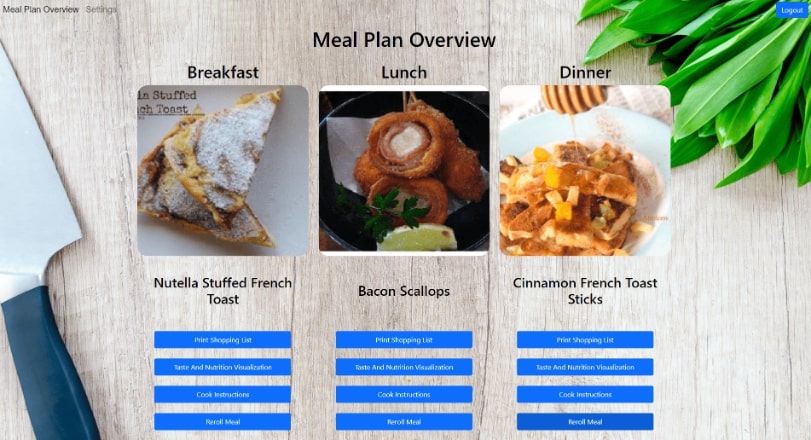 Meal Plan Overview Settings Logout
Meal Plan Overview
Breakfast Lunch Dinner
Stuffed
Toast
Nutella Stuffed French
Toast
Bacon Scallops
Cinnamon French Toast
Sticks
Print Shopping List Print Shopping List Print Shopping List
Taste And Nutrition Visualization Taste And Nutrition Visualization Taste And Nutrition Visualization
Cook Instructions Cook Instructions Cook Instructions
Reroll Meal Reroll Meal Reroll Meal